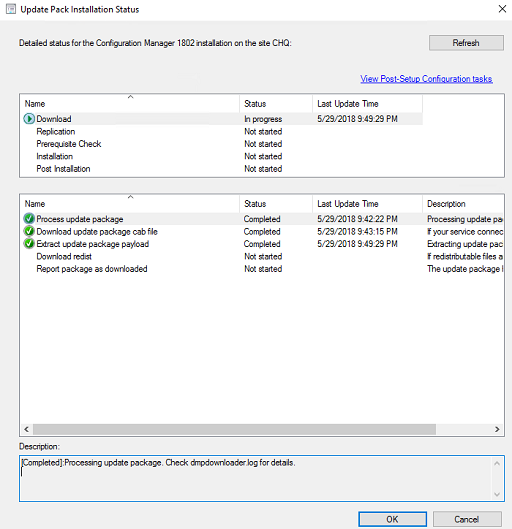 Update Pack Installation Status
Detailed status for the Configuration Manager 1802 installation on the site CHQ:
Refresh
View Post-Setup Configuration tasks
Name Status Last Update Time
Download In progress 5/29/2018 9:49:29 PM
Replication Not started
Prerequisite Check Not started
Installation Not started
Post Installation Not started
Name Status Last Update Time Description
Process update package Completed 5/29/2018 9:42:22 PM Processing update pa
Download update package cab file Completed 5/29/2018 9:43:15 PM If your service connec
Extract update package payload Completed 5/29/2018 9:49:29 PM Extracting update pac
Download redist Not started If redistributable files a
Report package as downloaded Not started The update package
Description:
[Completed]:Processing update package. Check dmpdownloader.log for details.
OK Cancel